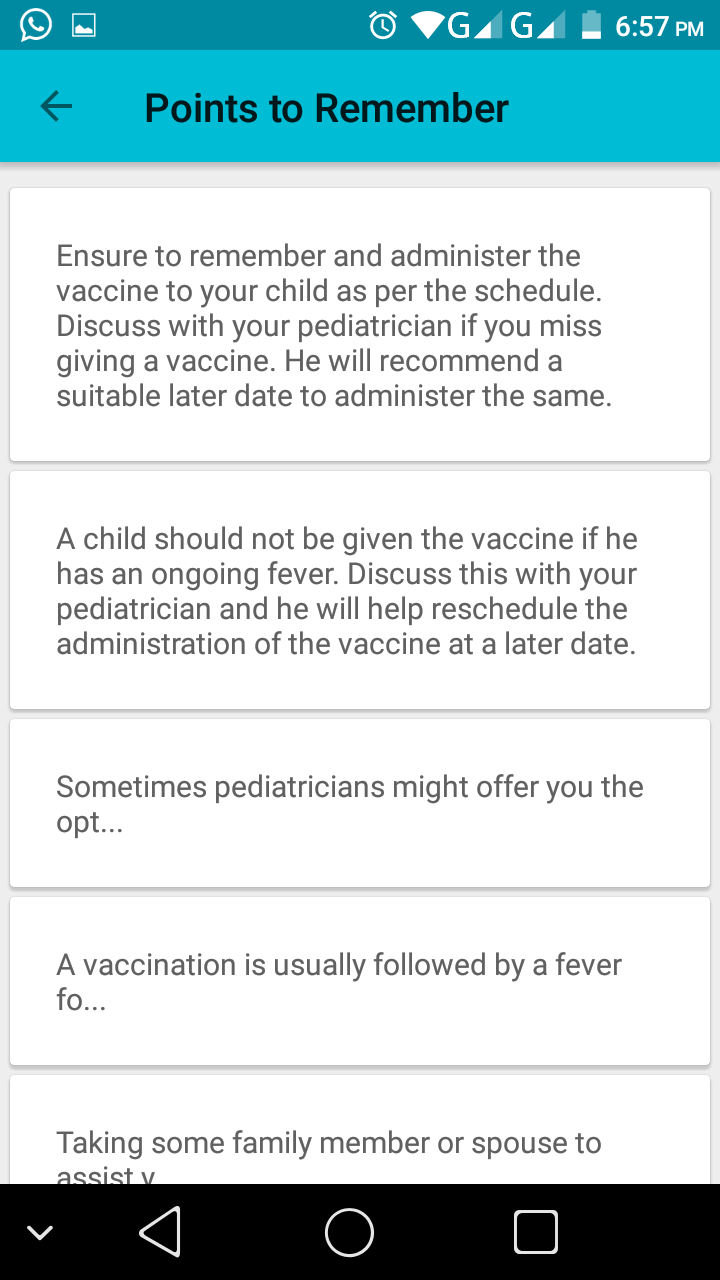 G G 6:57 PM
Points to Remember
Ensure to remember and administer the
vaccine to your child as per the schedule.
Discuss with your pediatrician if you miss
giving a vaccine. He will recommend a
suitable later date to administer the same.
A child should not be given the vaccine if he
has an ongoing fever. Discuss this with your
pediatrician and he will help reschedule the
administration of the vaccine at a later date.
Sometimes pediatricians might offer you the
opt...
A vaccination is usually followed by a fever
fo...
Taking some family member or spouse to
assist y